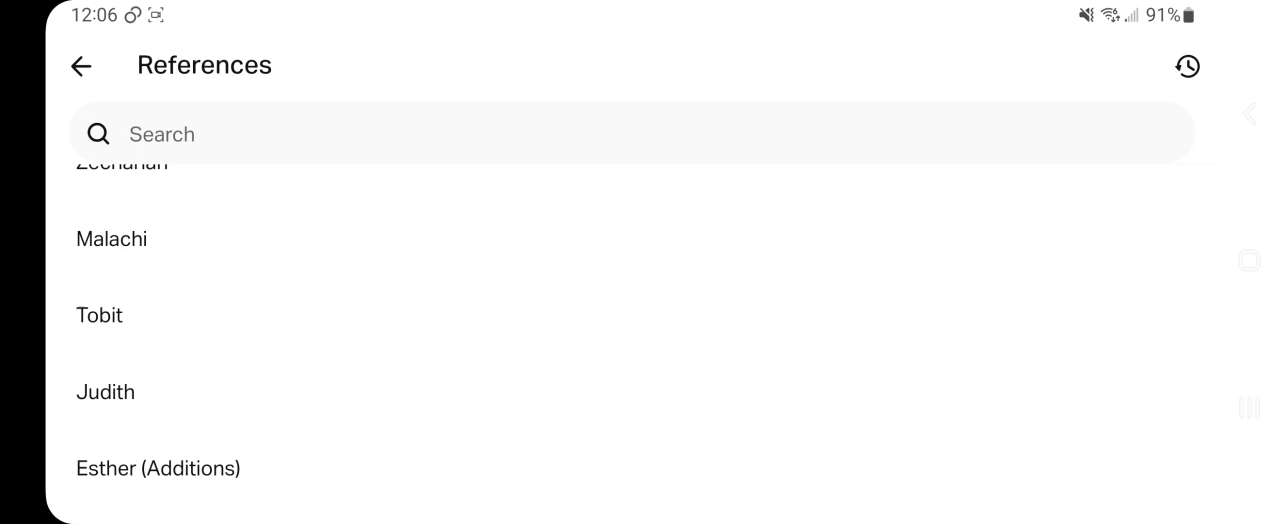 12:06
91%
References
Search
Zechariah
Malachi
Tobit
Judith
Esther (Additions)